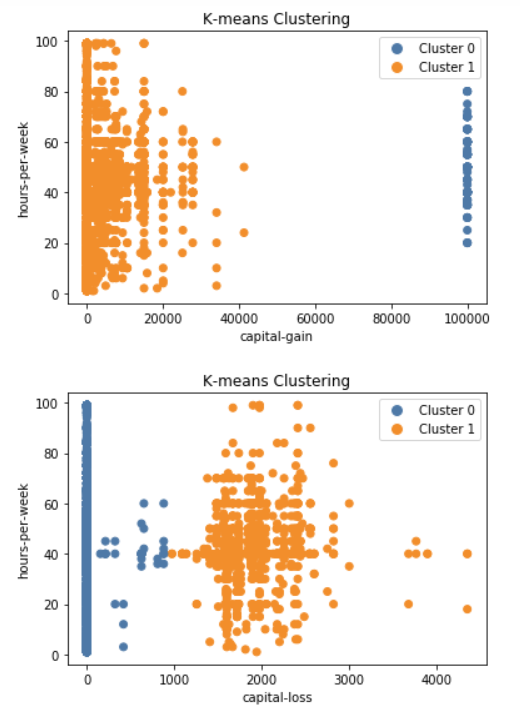 K-means Clustering
Cluster 0
Cluster 1
hours-per-week
100
80
60
40
20
0
0 20000 40000 60000 80000 100000
capital-gain
K-means Clustering
Cluster 0
Cluster 1
hours-per-week
100
80
60
40
20
0
0 1000 2000 3000 4000
capital-loss